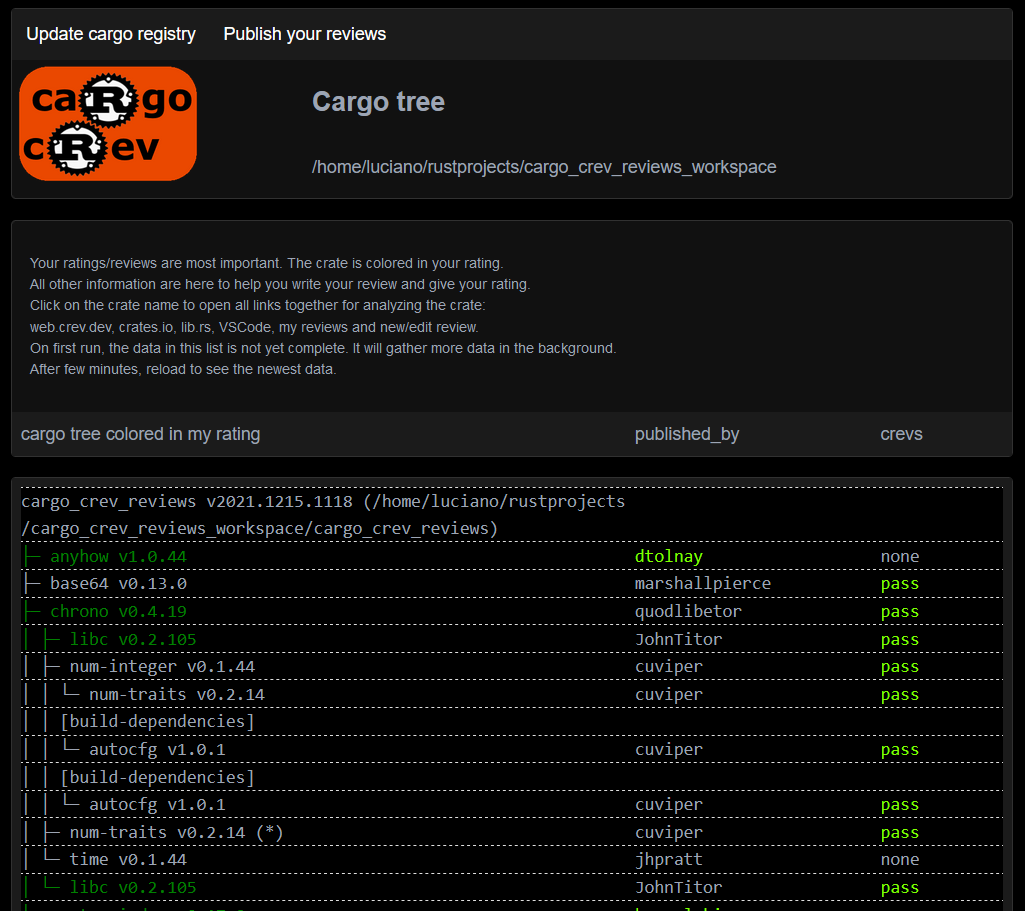 Update cargo registry Publish your reviews
caRgo
cRev
Cargo tree
/home/luciano/rustprojects/cargo_crev_reviews_workspace
Your ratings/reviews are most important. The crate is colored in your rating.
All other information are here to help you write your review and give your rating.
Click on the crate name to open all links together for analyzing the crate:
web.crev.dev, crates.io, lib.rs, VSCode, my reviews and new/edit review.
On first run, the data in this list is not yet complete. It will gather more data in the background.
After few minutes, reload to see the newest data.
cargo tree colored in my rating published_by crevs
cargo_crev_reviews v2021.1215.1118 (/home/luciano/rustprojects
/cargo_crev_reviews_workspace/cargo_crev_reviews)
├─ anyhow v1.0.44 dtolnay none
├─ base64 v0.13.0 marshallpierce pass
├─ chrono v0.4.19 quodlibetor pass
│ ├─ libc v0.2.105 JohnTitor pass
│ ├─ num-integer v0.1.44 cuviper pass
│ │ └─ num-traits v0.2.14 cuviper pass
│ │ [build-dependencies]
│ │ └─ autocfg v1.0.1 cuviper pass
│ │ [build-dependencies]
│ │ └─ autocfg v1.0.1 cuviper pass
│ ├─ num-traits v0.2.14 (*) cuviper pass
│ └─ time v0.1.44 jhpratt none
│ └─ libc v0.2.105 JohnTitor pass